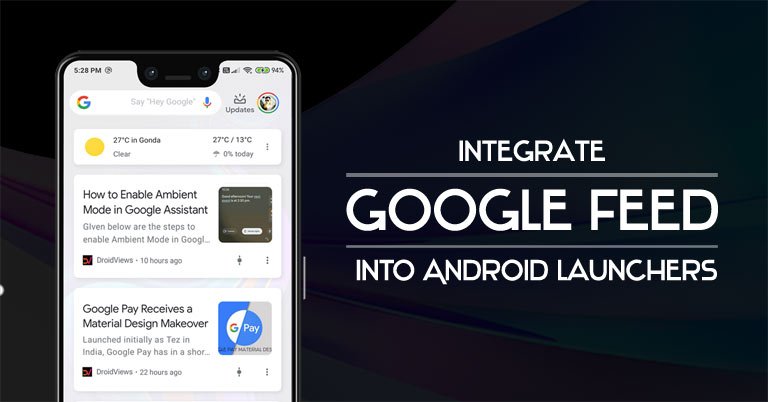 5:28 PM
94%
G
Say "Hey Google"
Updates
27°C in Gonda
27°C / 13°C
Clear
0% today
How to Enable Ambient
Mode in Google Assistant
GIven below are the steps to
enable Ambient Mode in Googl...
DroidViews • 10 hours ago
Google Pay Receives a
Material Design Makeover
Launched initially as Tez in
India, Google Pay has in a shor...
G Pay
DroidViews • 22 hours ago
INTEGRATE
GOOGLE FEED
INTO ANDROID LAUNCHERS